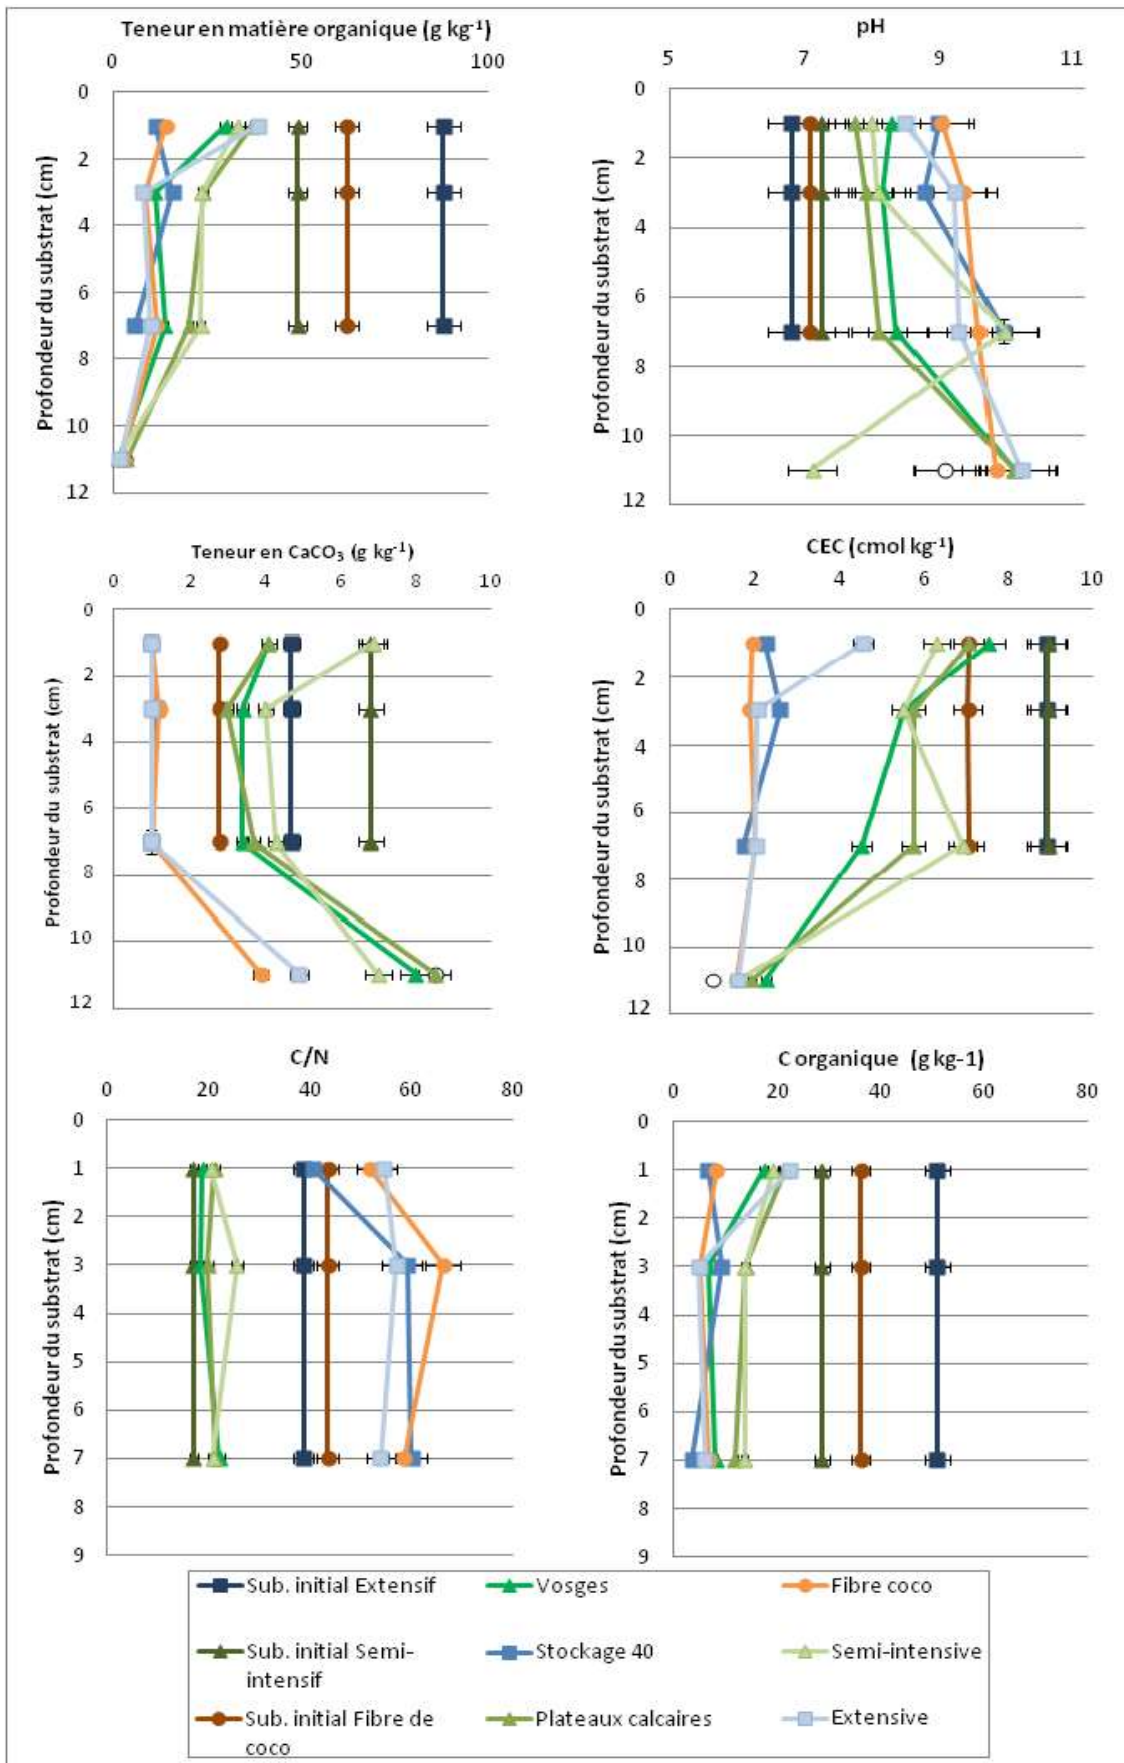 Teneur en matière organique (g kg-1)
0 50 100
Profondeur du substrat (cm)
0
2
4
6
8
10
12
pH
5 7 9 11
Profondeur du substrat (cm)
0
2
4
6
8
10
12
Teneur en CaCO3 (g kg-1)
0 2 4 6 8 10
Profondeur du substrat (cm)
0
2
4
6
8
10
12
CEC (cmol kg-1)
0 2 4 6 8 10
Profondeur du substrat (cm)
0
2
4
6
8
10
12
C/N
0 20 40 60 80
Profondeur du substrat (cm)
0
1
2
3
4
5
6
7
8
9
C organique (g kg-1)
0 20 40 60 80
Profondeur du substrat (cm)
0
1
2
3
4
5
6
7
8
9
Sub. initial Extensif
Vosges
Fibre coco
Sub. initial Semi-
intensif
Stockage 40
Semi-intensive
Sub. initial Fibre de
coco
Plateaux calcaires
Extensive